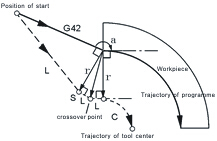 Position of start
G42
a
L
r
r
Workpiece
Trajectory of programme
S
L
L
crossover point
C
Trajectory of tool center